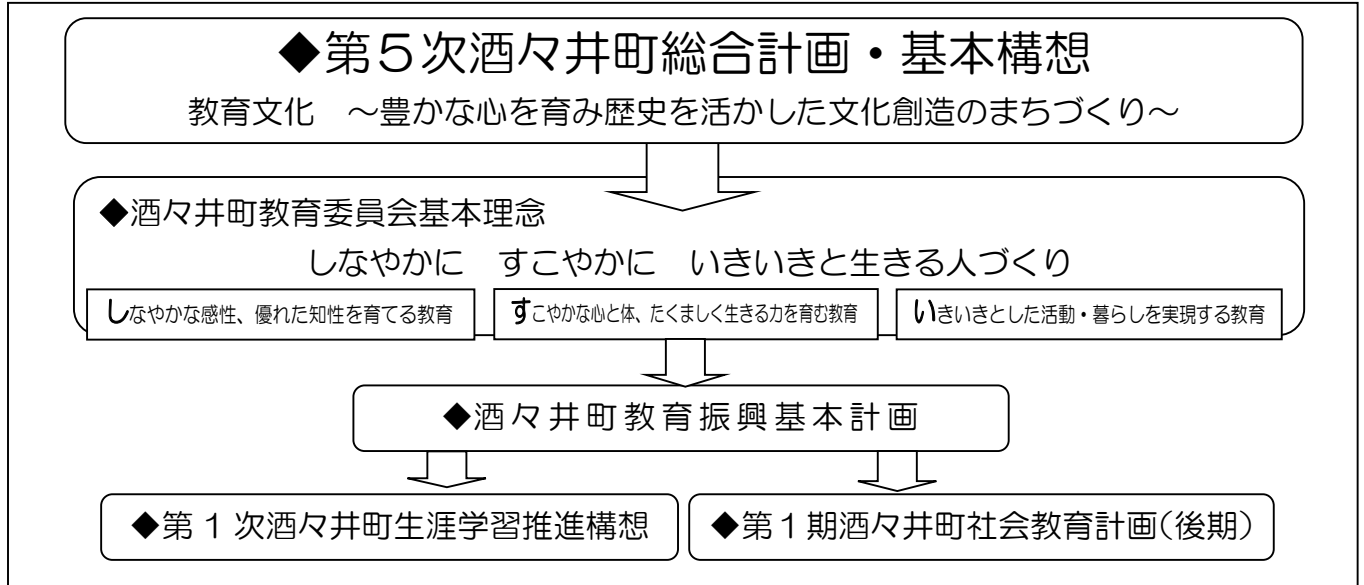 ◆第5次酒々井町総合計画・基本構想
教育文化　～豊かな心を育み歴史を活かした文化創造のまちづくり～
◆酒々井町教育委員会基本理念
しなやかに　すこやかに　いきいきと生きる人づくり
しなやかな感性、優れた知性を育てる教育
すこやかな心と体、たくましく生きる力を育む教育
いきいきとした活動・暮らしを実現する教育
◆酒々井町教育振興基本計画
◆第1次酒々井町生涯学習推進構想
◆第1期酒々井町社会教育計画(後期)